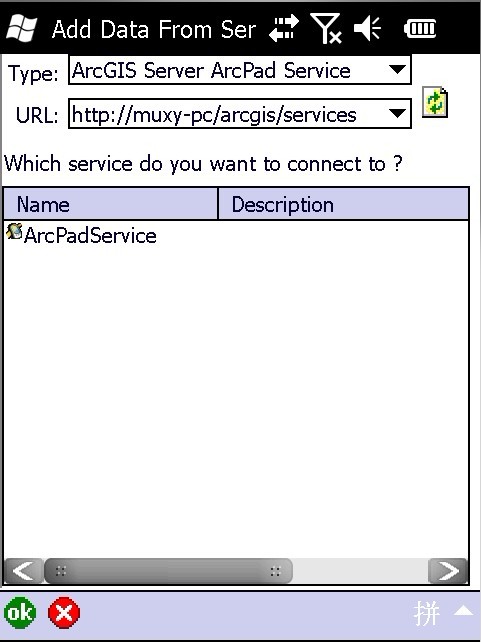 Add Data From Ser
Type: ArcGIS Server ArcPad Service
URL: http://muxy-pc/arcgis/services
Which service do you want to connect to ?
Name Description
ArcPadService
ok 拼